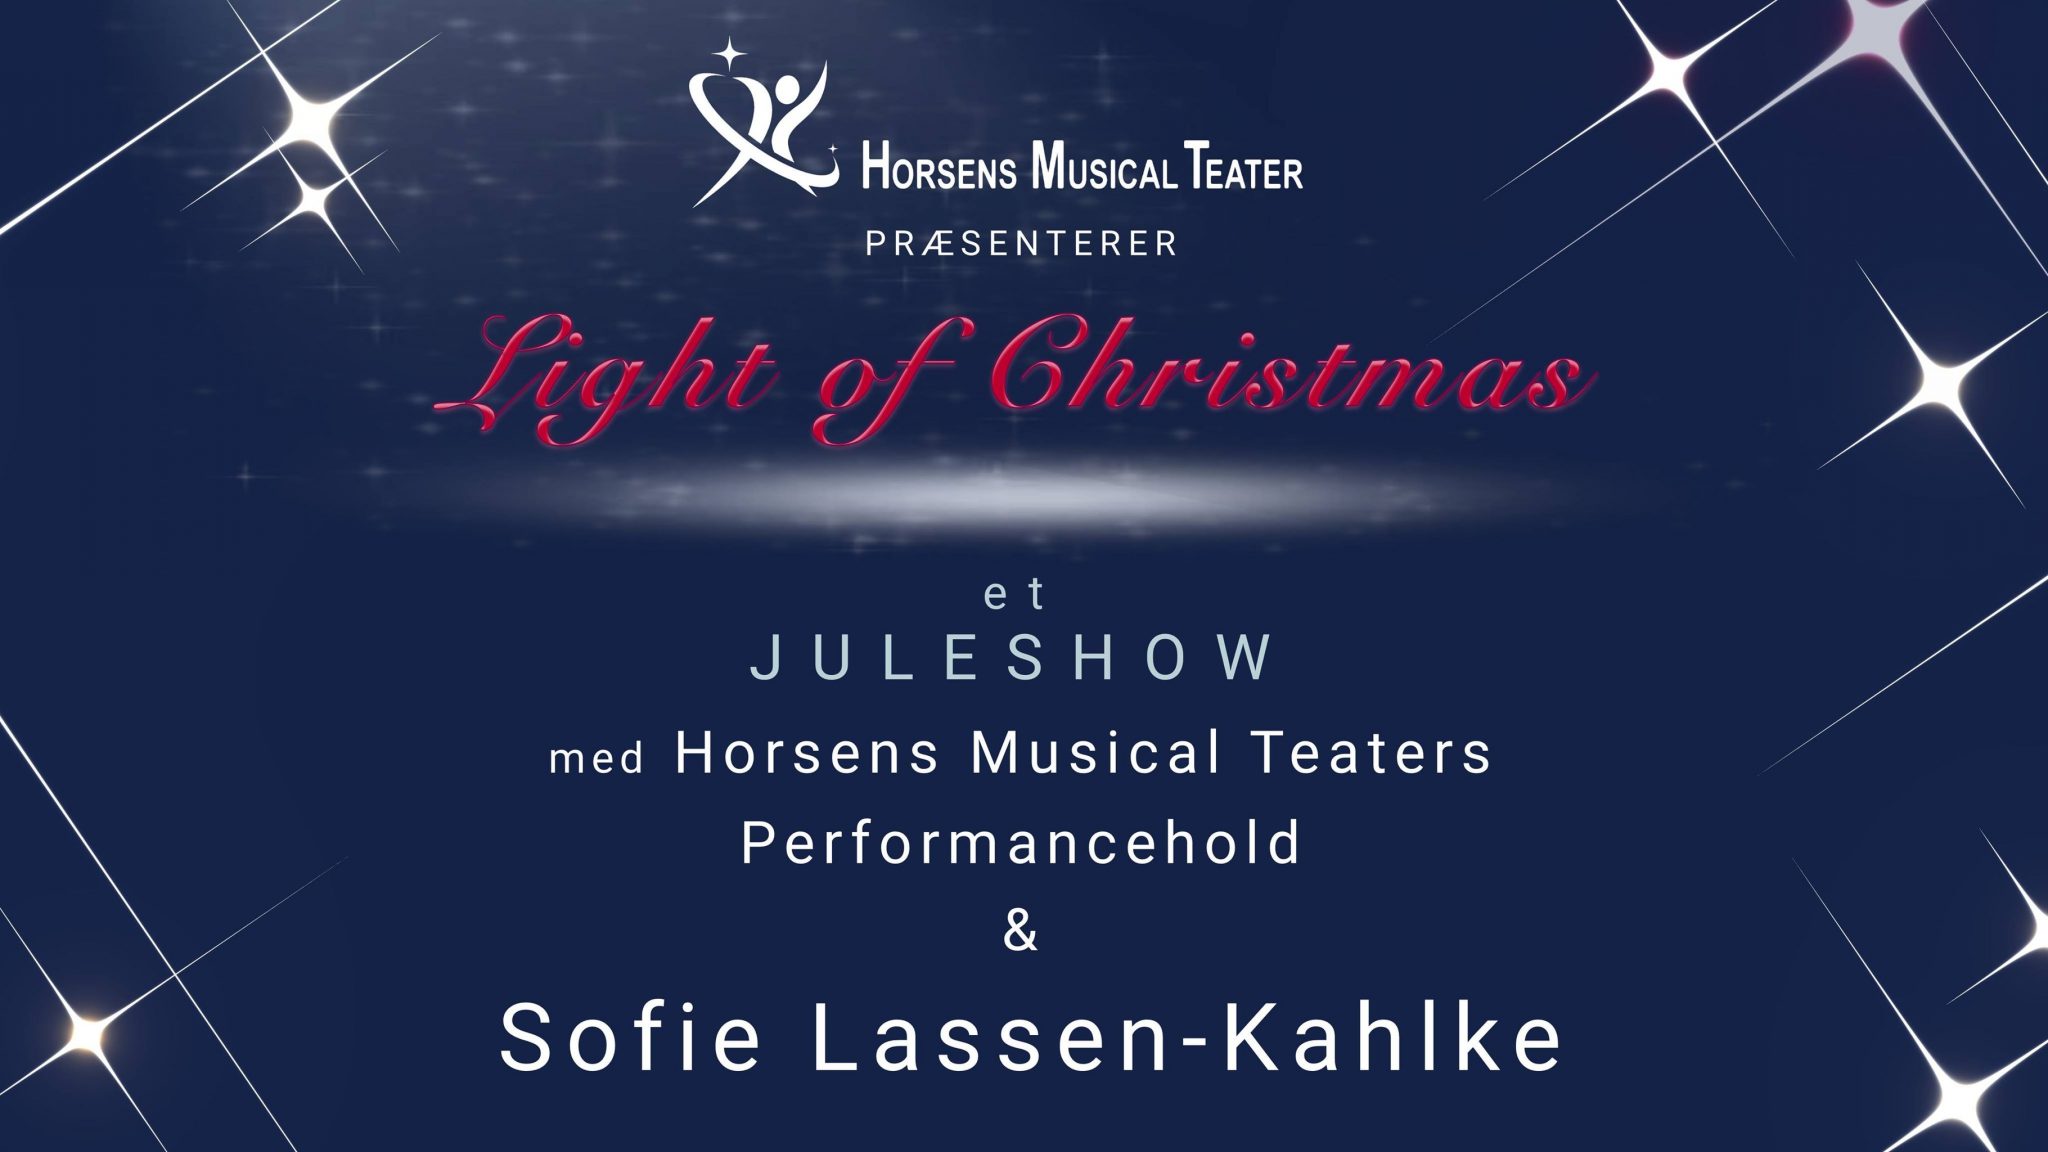 HORSENS MUSICAL TEATER
PRÆSENTERER
Light of Christmas
et
JULESHOW
med Horsens Musical Teaters
Performancehold
&
Sofie Lassen-Kahlke